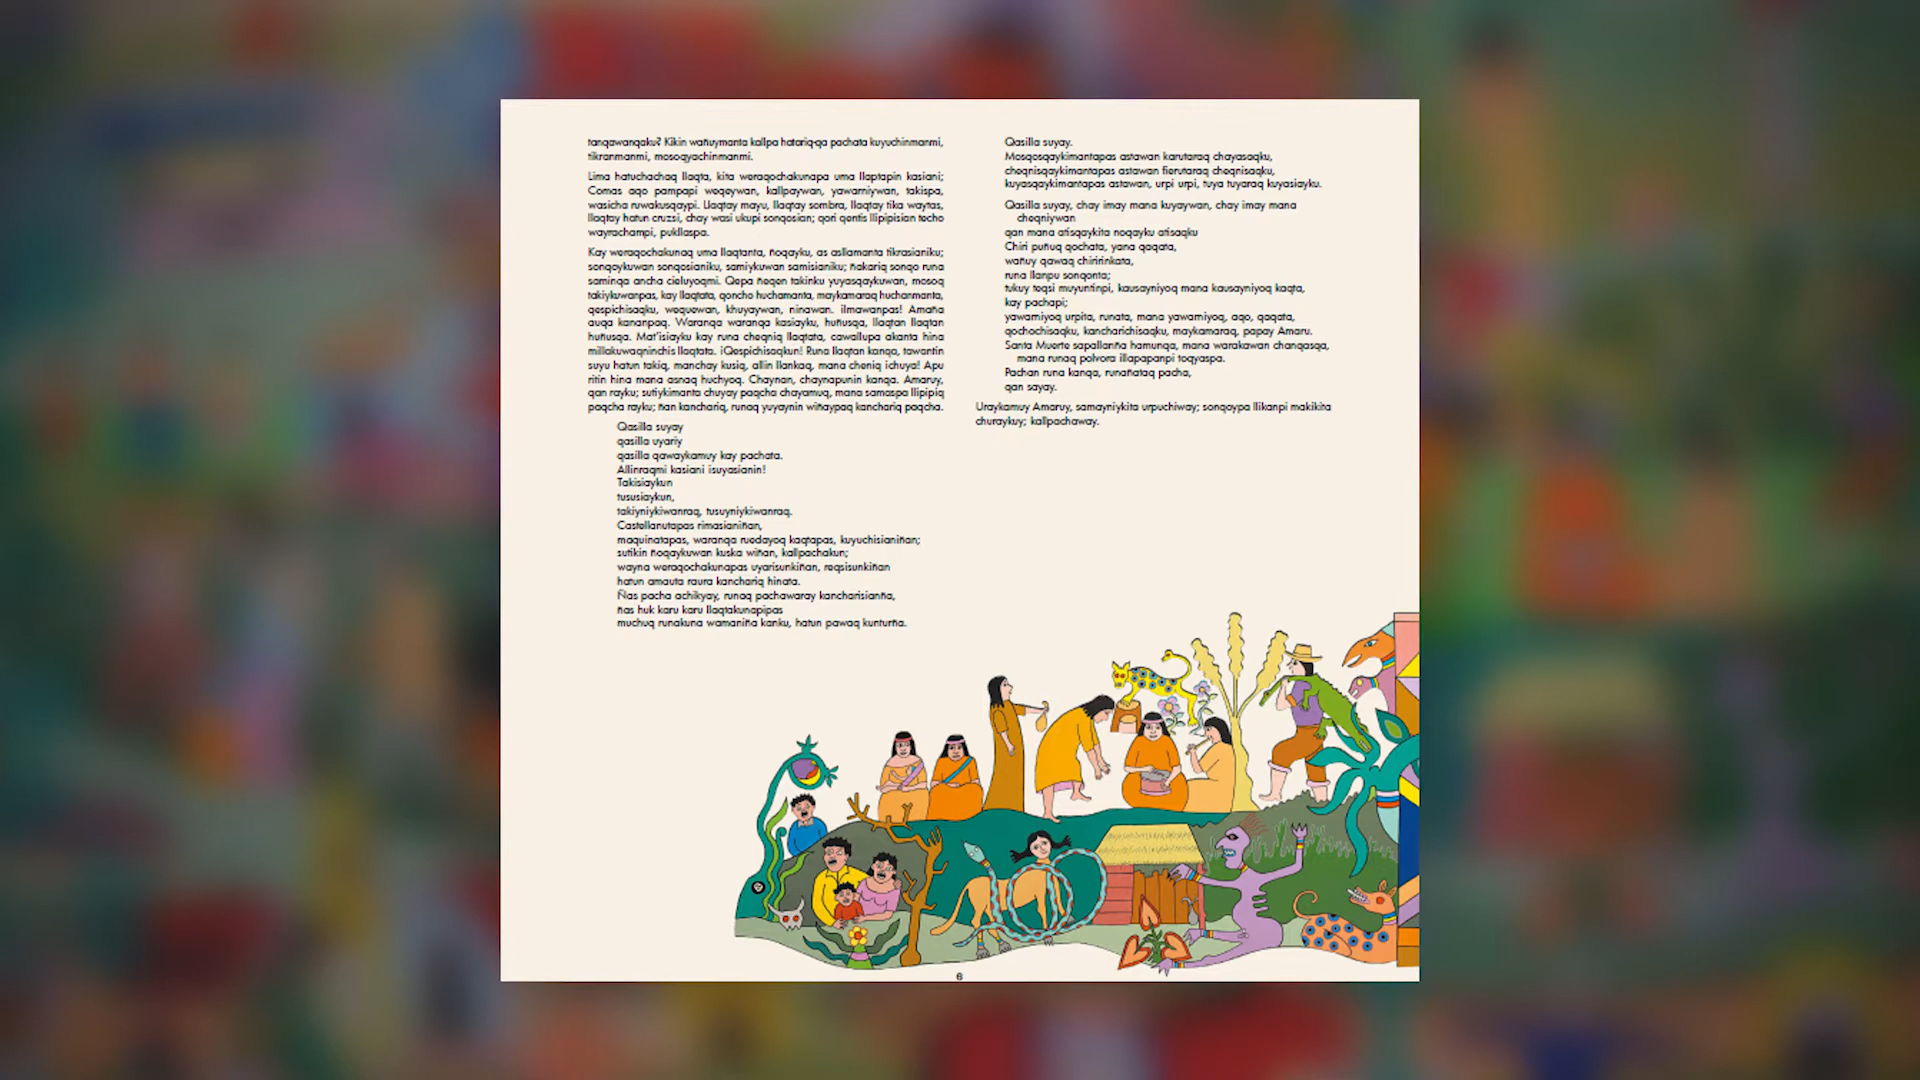 tanqawanqaku? Kikin wañuymanta kallpa hatariq-qa pachata kuyuchinmanmi,
tikranmanmi, mosoqyachinmanmi.
Lima hatuchachaq llaqta, kita weraqochakunapa uma llaptapin kasiani;
Comas aqo pampapi weqeywan, kallpaywan, yawarniywan, takispa,
wasicha ruwakusqaypi. Llaqtay mayu, llaqtay sombra, llaqtay tika waytas,
llaqtay hatun cruzsi, chay wasi ukupi sonqosian; qori qentis llipipisian techo
wayrachampi, pukllaspa.
Kay weraqochakunaq uma llaqtanta, ñoqayku, as asllamanta tikrasianiku;
sonqoykuwan sonqosianiku, samiykuwan samisianiku; ñakariq sonqo runa
saminqa ancha cieluyoqmi. Qepa ñeqen takinku yuyasqaykuwan, mosoq
takiykuwanpas, kay llaqtata, qoncho huchamanta, maykamaraq huchanmanta,
qespichisaqku, wequewan, khuyaywan, ninawan. ilmawanpas! Amaña
auqa kananpaq. Waranqa waranqa kasiayku, huñusqa, llaqtan llaqtan
huñusqa. Mat'isiayku kay runa cheqniq llaqtata, cawallupa akanta hina
millakuwaqninchis llaqtata. ¡Qespichisaqkun! Runa llaqtan kanqa, tawantin
suyu hatun takiq, manchay kusiq, allin llankaq, mana cheniq ichuya! Apu
ritin hina mana asnaq huchyoq. Chaynan, chaynapunin kanqa. Amaruy,
qan rayku; sutiykimanta chuyay paqcha chayamuq, mana samaspa llipipiq
paqcha rayku; ñan kanchariq, runaq yuyaynin wiñaypaq kanchariq paqcha.
Qasilla suyay
qasilla uyariy
qasilla qawaykamuy kay pachata.
Allinraqmi kasiani isuyasianin!
Takisiaykun
tususiaykun,
takiyniykiwanraq, tusuyniykiwanraq.
Castellanutapas rimasianiñan,
maquinatapas, waranqa ruedayoq kaqtapas, kuyuchisianiñan;
sutikin ñoqaykuwan kuska wiñan, kallpachakun;
wayna weraqochakunapas uyarisunkiñan, reqsisunkiñan
hatun amauta raura kanchariq hinata.
Ñas pacha achikyay, runaq pachawaray kancharisianña,
ñas huk karu karu llaqtakunapipas
muchuq runakuna wamaniña kanku, hatun pawaq kunturña.
Qasilla suyay.
Mosqosqaykimantapas astawan karutaraq chayasaqku,
cheqnisqaykimantapas astawan fierutaraq cheqnisaqku,
kuyasqaykimantapas astawan, urpi urpi, tuya tuyaraq kuyasiayku.
Qasilla suyay, chay imay mana kuyaywan, chay imay mana
cheqniywan
qan mana atisqaykita noqayku atisaqku
Chiri puñuq qochata, yana qaqata,
wañuy qawaq chiririnkata,
runa llanpu sonqonta;
tukuy teqsi muyuntinpi, kausayniyoq mana kausayniyoq kaqta,
kay pachapi;
yawarniyoq urpita, runata, mana yawarniyoq, aqo, qaqata,
qochochisaqku, kancharichisaqku, maykamaraq, papay Amaru.
Santa Muerte sapallanña hamunqa, mana warakawan chanqasqa,
mana runaq polvora illapapanpi toqyaspa.
Pachan runa kanqa, runañataq pacha,
qan sayay.
Uraykamuy Amaruy, samayniykita urpuchiway; sonqoypa llikanpi makikita
churaykuy; kallpachaway.
6